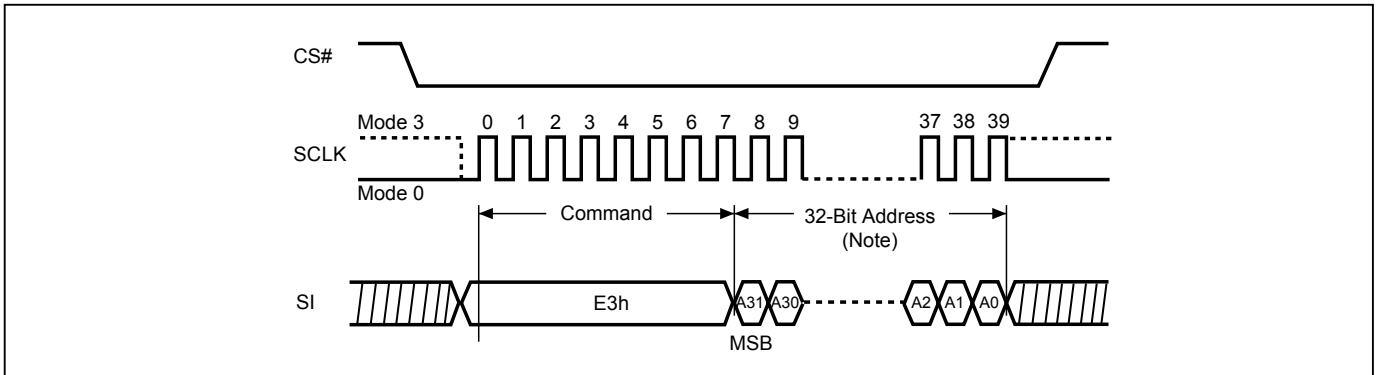 CS#
Mode 3 0 1 2 3 4 5 6 7 8 9 37 38 39
SCLK
Mode 0
Command 32-Bit Address
(Note)
SI E3h A31 A30 A2 A1 A0
MSB